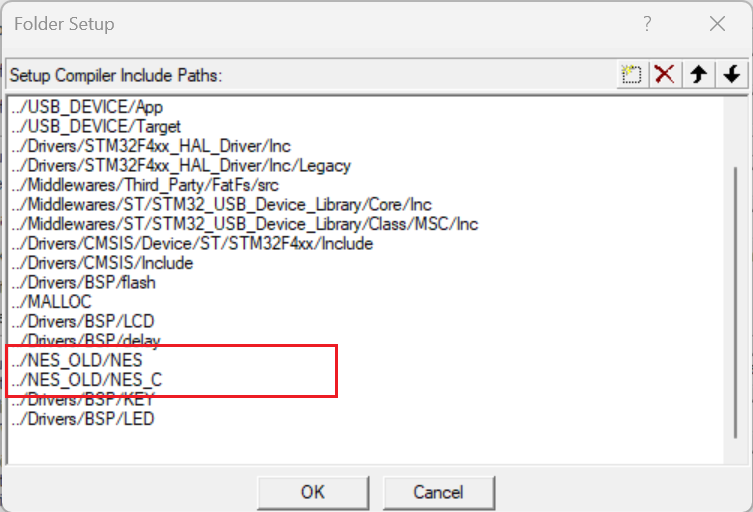 Folder Setup
?
Setup Compiler Include Paths:
../USB_DEVICE/App
../USB_DEVICE/Target
../Drivers/STM32F4xx_HAL_Driver/Inc
../Drivers/STM32F4xx_HAL_Driver/Inc/Legacy
../Middlewares/Third_Party/FatFs/src
../Middlewares/ST/STM32_USB_Device_Library/Core/Inc
../Middlewares/ST/STM32_USB_Device_Library/Class/MSC/Inc
../Drivers/CMSIS/Device/ST/STM32F4xx/Include
../Drivers/CMSIS/Include
../Drivers/BSP/flash
../MALLOC
../Drivers/BSP/LCD
../Drivers/BSP/delay
../NES_OLD/NES
../NES_OLD/NES_C
../Drivers/BSP/KEY
../Drivers/BSP/LED
OK Cancel